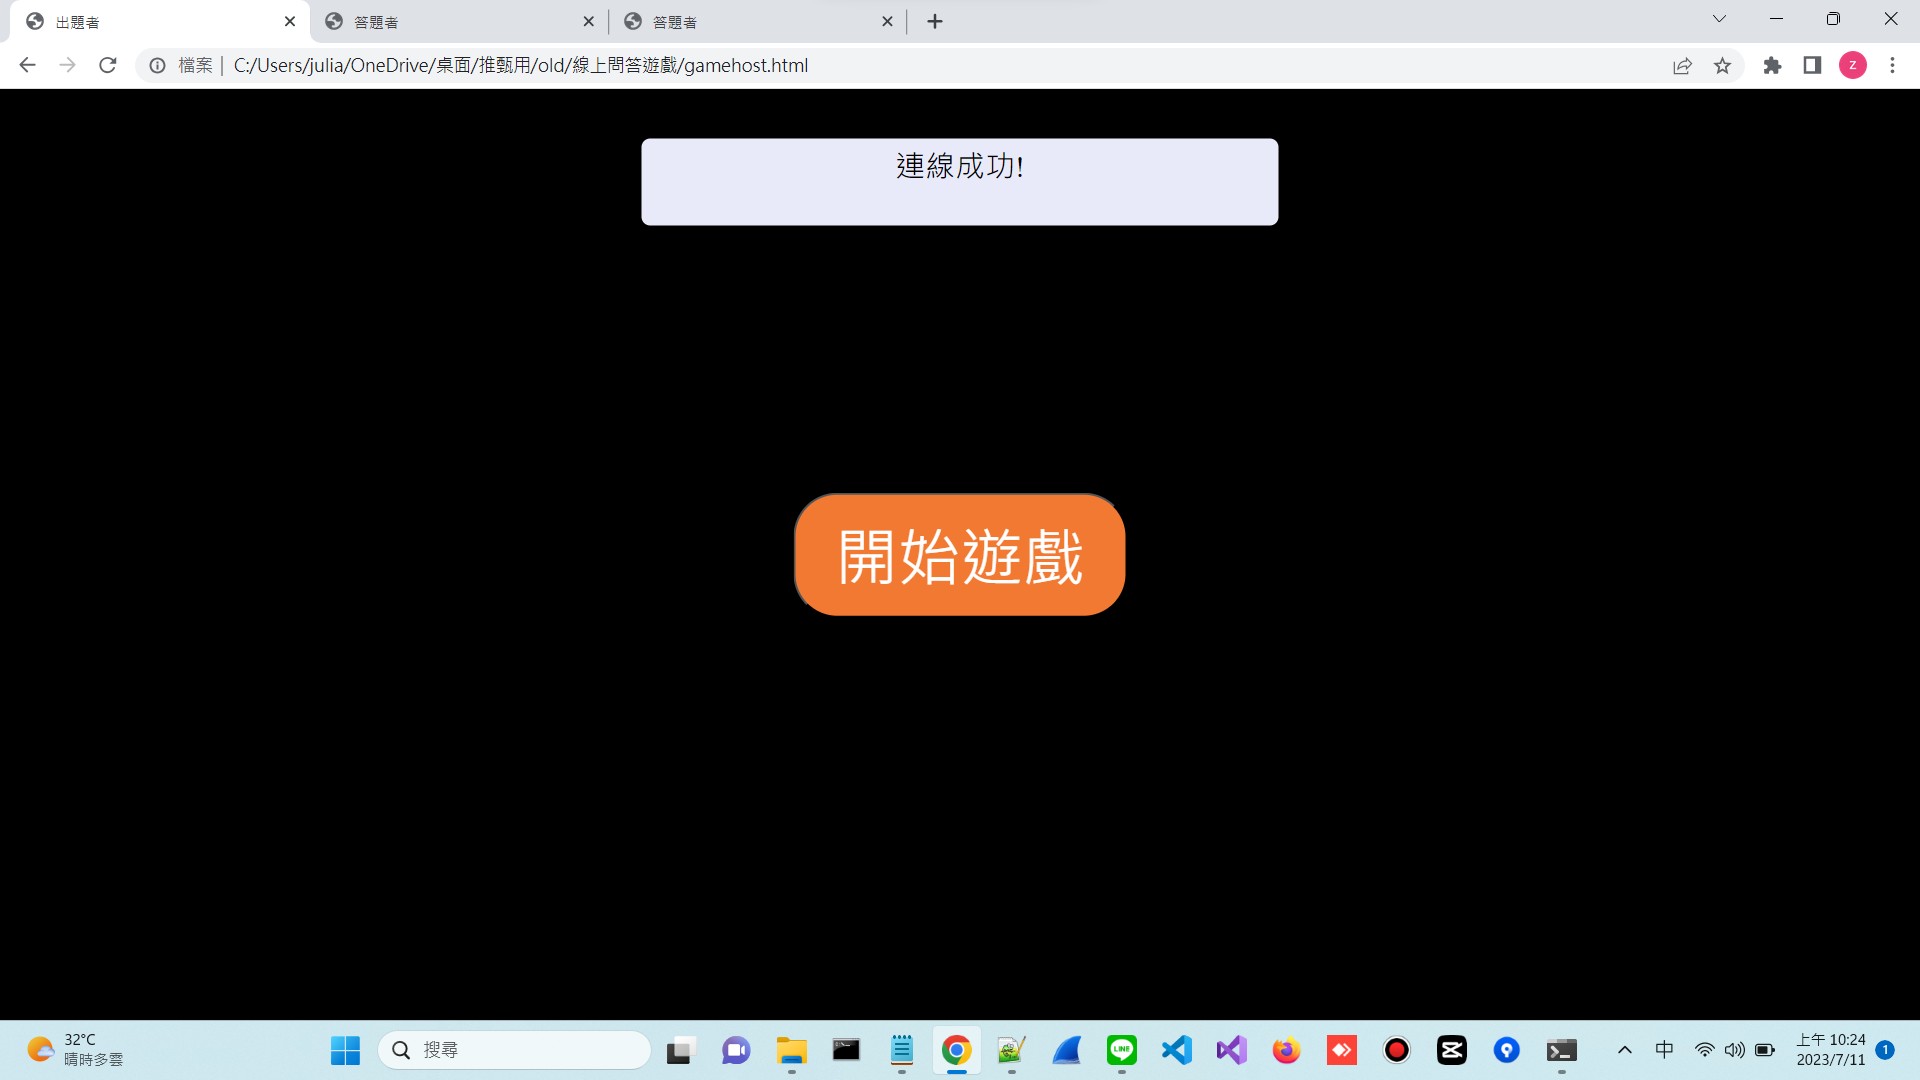 出題者
答題者
答題者
檔案
C:/Users/julia/OneDrive/桌面/推甄用/old/線上問答遊戲/gamehost.html
Z
連線成功!
開始遊戲
32°C
晴時多雲
搜尋
LINE
中
上午 10:24
2023/7/11
1